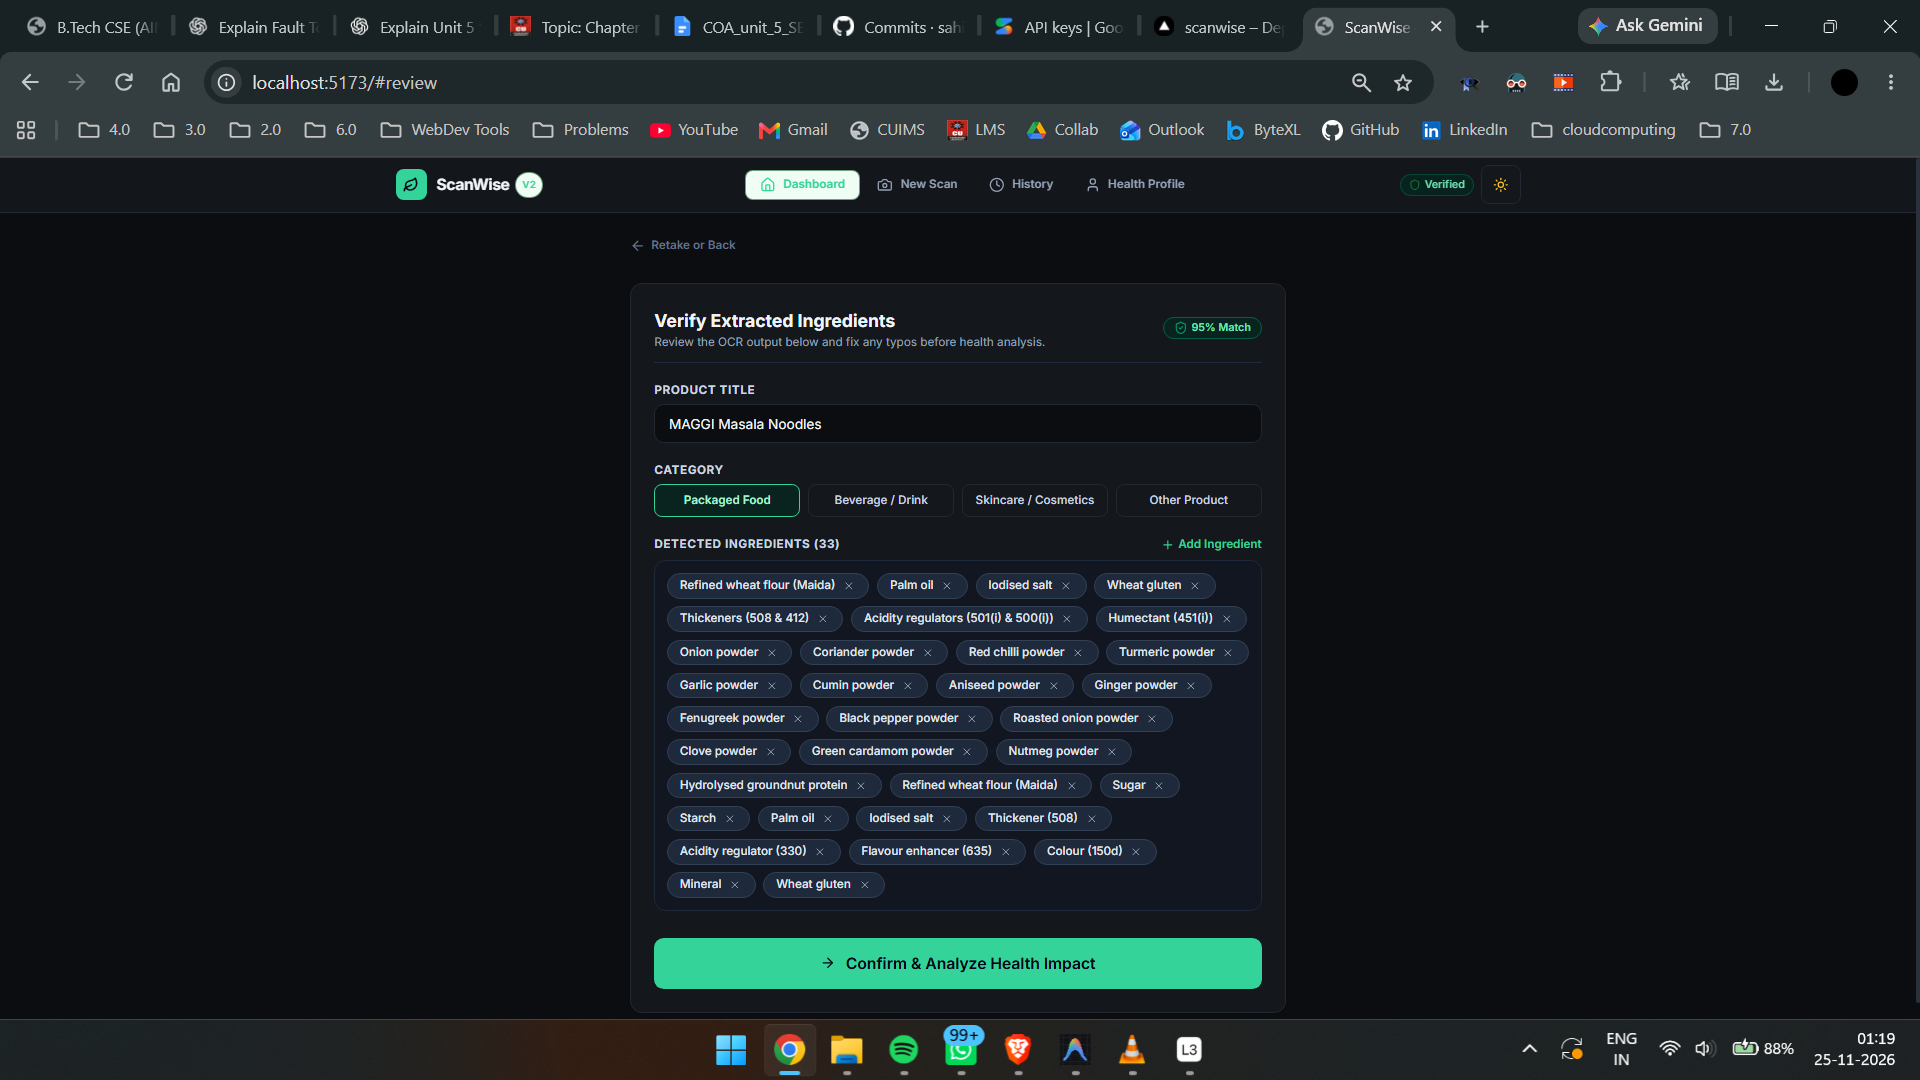 B.Tech CSE (AI
Explain Fault T
Explain Unit 5
Topic: Chapter
COA_unit_5_SE
Commits · sahi
API keys | Goo
scanwise – De
ScanWise
Ask Gemini
localhost:5173/#review
4.0
3.0
2.0
6.0
WebDev Tools
Problems
YouTube
Gmail
CUIMS
LMS
Collab
Outlook
ByteXL
GitHub
LinkedIn
cloudcomputing
7.0
ScanWise V2
Dashboard
New Scan
History
Health Profile
Verified
Retake or Back
Verify Extracted Ingredients
95% Match
Review the OCR output below and fix any typos before health analysis.
PRODUCT TITLE
MAGGI Masala Noodles
CATEGORY
Packaged Food
Beverage / Drink
Skincare / Cosmetics
Other Product
DETECTED INGREDIENTS (33)
+ Add Ingredient
Refined wheat flour (Maida) × Palm oil × Iodised salt × Wheat gluten ×
Thickeners (508 & 412) × Acidity regulators (501(i) & 500(i)) × Humectant (451(i)) ×
Onion powder × Coriander powder × Red chilli powder × Turmeric powder ×
Garlic powder × Cumin powder × Aniseed powder × Ginger powder ×
Fenugreek powder × Black pepper powder × Roasted onion powder ×
Clove powder × Green cardamom powder × Nutmeg powder ×
Hydrolysed groundnut protein × Refined wheat flour (Maida) × Sugar ×
Starch × Palm oil × Iodised salt × Thickener (508) ×
Acidity regulator (330) × Flavour enhancer (635) × Colour (150d) ×
Mineral × Wheat gluten ×
→ Confirm & Analyze Health Impact
99+
L3
ENG
IN
88%
01:19
25-11-2026